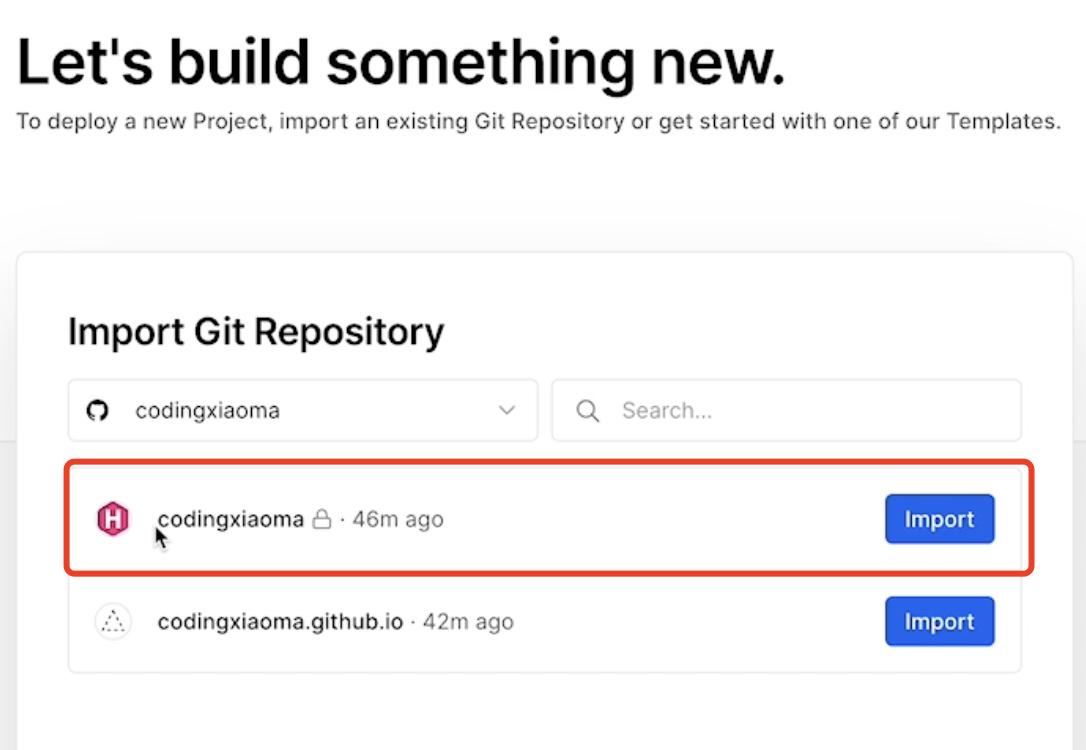 Let's build something new.
To deploy a new Project, import an existing Git Repository or get started with one of our Templates.
Import Git Repository
codingxiaoma
Search...
codingxiaoma · 46m ago
Import
codingxiaoma.github.io · 42m ago
Import